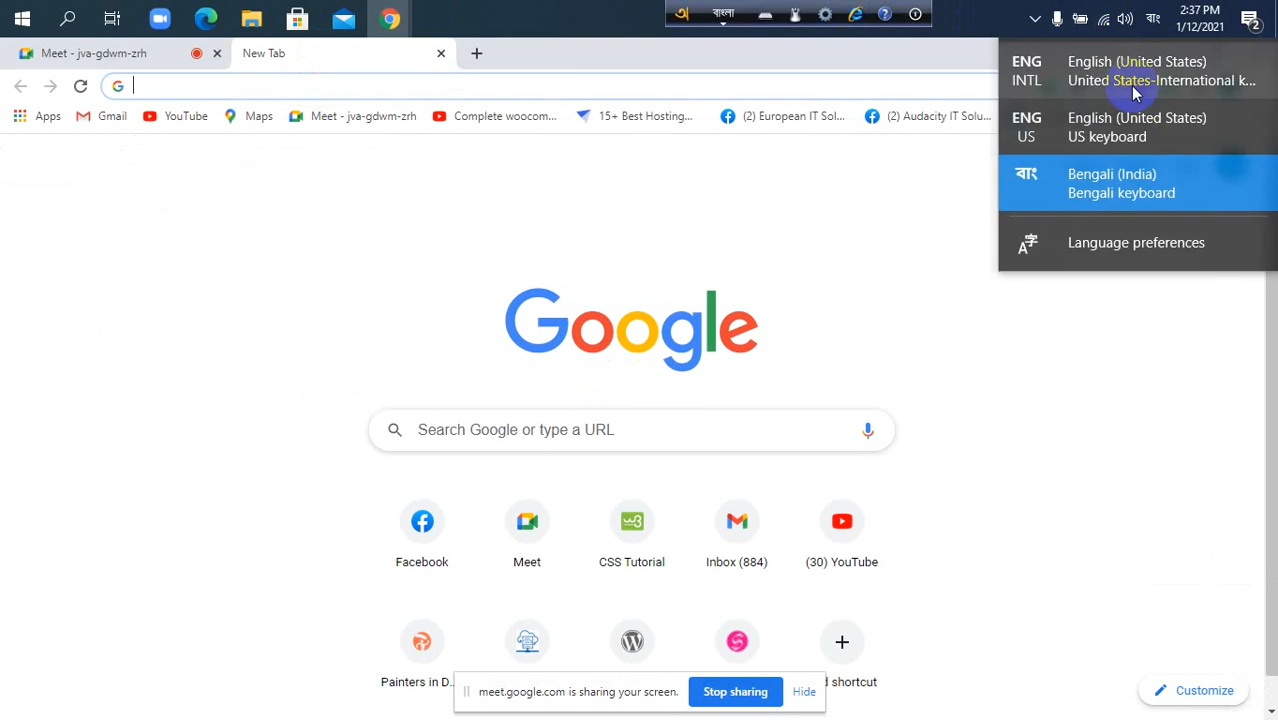 বাংলা
বাং
2:37 PM
1/12/2021
2
Meet - jva-gdwm-zrh
New Tab
Apps
Gmail
YouTube
Maps
Meet - jva-gdwm-zrh
Complete woocom...
15+ Best Hosting...
(2) European IT Solu...
(2) Audacity IT Solu...
ENG English (United States)
INTL United States-International k...
ENG English (United States)
US US keyboard
বাং Bengali (India)
Bengali keyboard
Language preferences
Google
Search Google or type a URL
Facebook
Meet
CSS Tutorial
Inbox (884)
(30) YouTube
Painters in D...
d shortcut
meet.google.com is sharing your screen.
Stop sharing
Hide
Customize